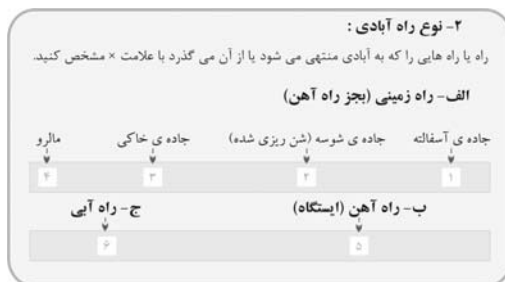 ۲- نوع راه آبادی :
راه یا راه هایی را که به آبادی منتهی می شود یا از آن می گذرد با علامت × مشخص کنید.
الف- راه زمینی (بجز راه آهن)
جاده ی آسفالته جاده ی شوسه (شن ریزی شده) جاده ی خاکی مالرو
۱ ۲ ۳ ۴
ب- راه آهن (ایستگاه) ج- راه آبی
۵ ۶